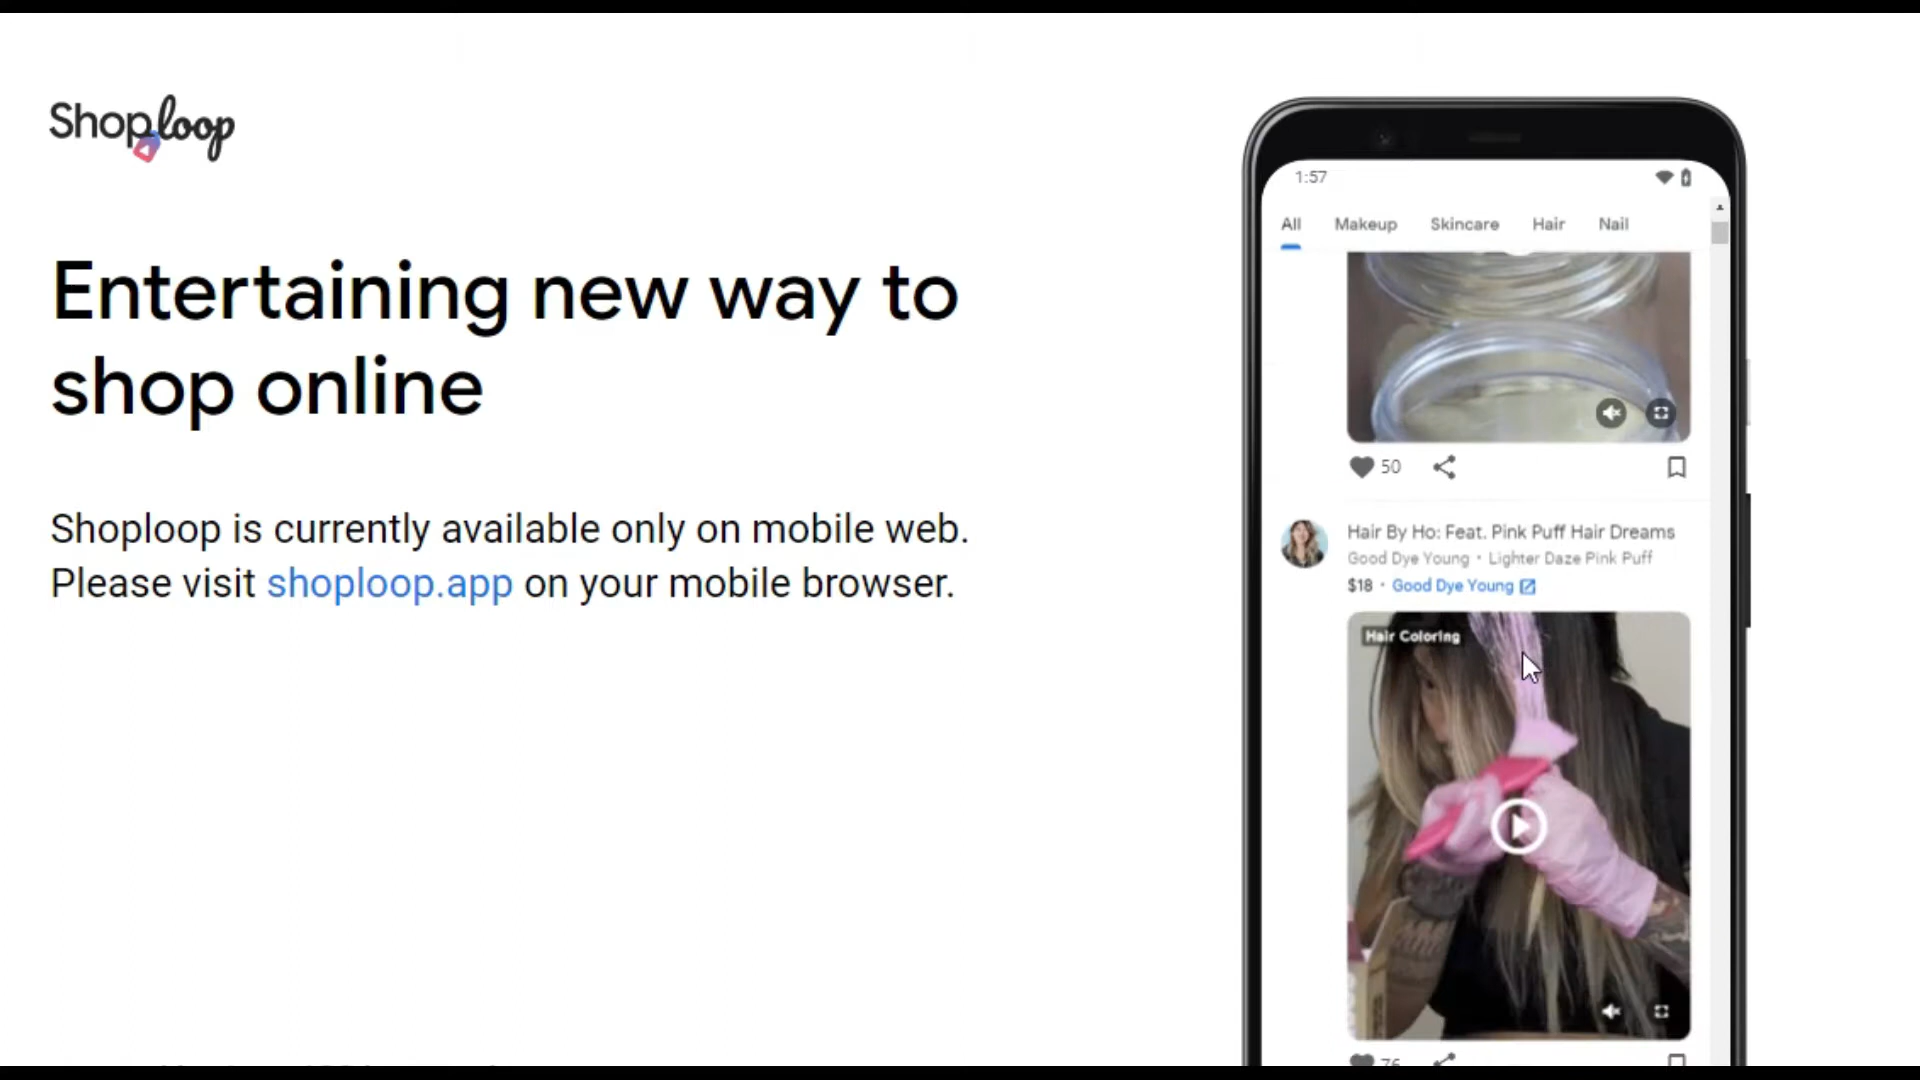 Shoploop
Entertaining new way to
shop online
Shoploop is currently available only on mobile web.
Please visit shoploop.app on your mobile browser.
1:57
All Makeup Skincare Hair Nail
50
Hair By Ho: Feat. Pink Puff Hair Dreams
Good Dye Young • Lighter Daze Pink Puff
$18 • Good Dye Young
Hair Coloring
76